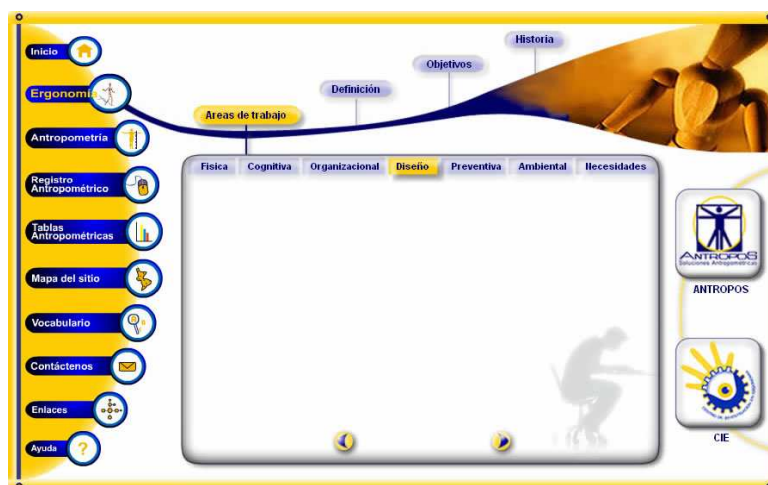 Inicio
Ergonomía
Antropometría
Registro
Antropométrico
Tablas
Antropométricas
Mapa del sitio
Vocabulario
Contáctenos
Enlaces
Ayuda
Historia
Objetivos
Definición
Areas de trabajo
Fisica
Cognitiva
Organizacional
Diseño
Preventiva
Ambiental
Necesidades
ANTROPOS
Soluciones Antropométricas
ANTROPOS
CIE